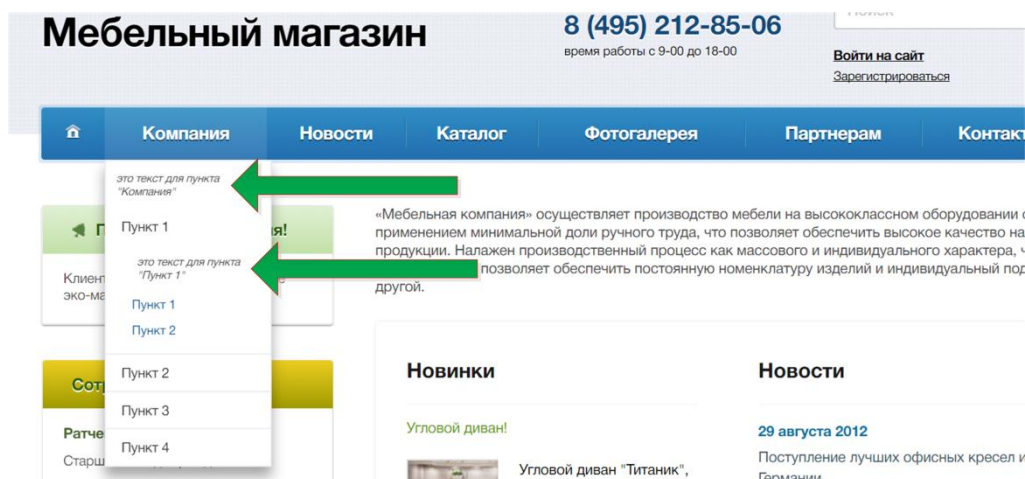 Мебельный магазин
8 (495) 212-85-06
время работы с 9-00 до 18-00
Войти на сайт
Зарегистрироваться
Компания Новости Каталог Фотогалерея Партнерам
это текст для пункта
"Компания"
Пункт 1
это текст для пункта
"Пункт 1"
Пункт 1
Пункт 2
Пункт 2
Пункт 3
Пункт 4
«Мебельная компания» осуществляет производство мебели на высококлассном оборудовании с
применением минимальной доли ручного труда, что позволяет обеспечить высокое качество на
продукции. Налажен производственный процесс как массового и индивидуального характера, ч
позволяет обеспечить постоянную номенклатуру изделий и индивидуальный под
другой.
Новинки
Угловой диван!
Угловой диван "Титаник",
Новости
29 августа 2012
Поступление лучших офисных кресел и
Германии